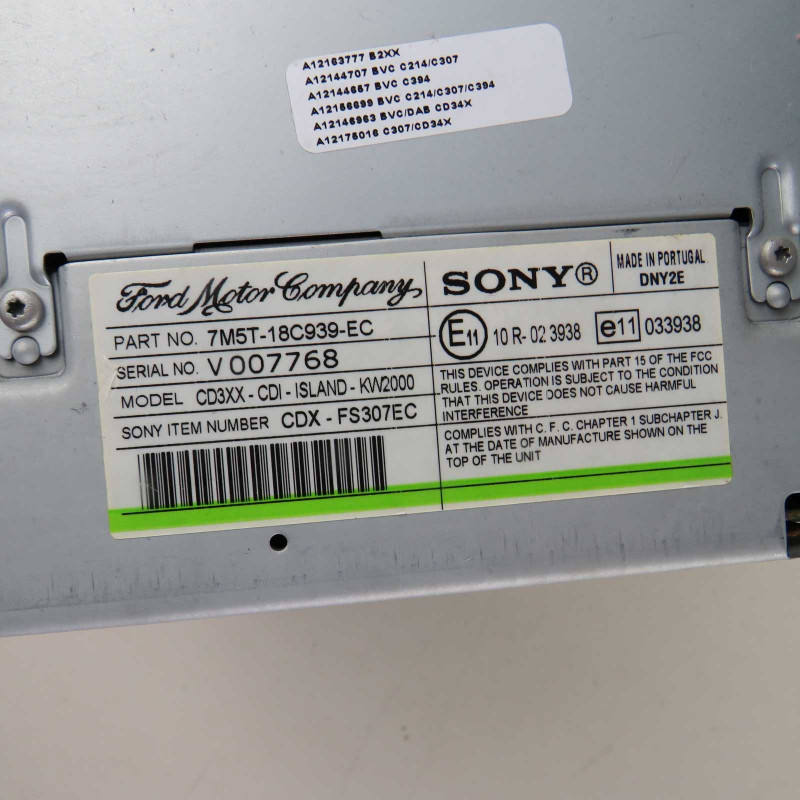 A12163777 B2XX
A12144707 BVC C214/C307
A12144657 BVC C394
A12156699 BVC C214/C307/C394
A12146963 BVC/DAB CD34X
A12175016 C307/CD34X
Ford Motor Company
PART NO. 7M5T-18C939-EC
SERIAL NO. V007768
MODEL CD3XX - CDI - ISLAND - KW2000
SONY ITEM NUMBER CDX - FS307EC
SONY®
MADE IN PORTUGAL
DNY2E
E11 10 R- 02 3938 e11 033938
THIS DEVICE COMPLIES WITH PART 15 OF THE FCC
RULES. OPERATION IS SUBJECT TO THE CONDITION
THAT THIS DEVICE DOES NOT CAUSE HARMFUL
INTERFERENCE
COMPLIES WITH C. F. C. CHAPTER 1 SUBCHAPTER J.
AT THE DATE OF MANUFACTURE SHOWN ON THE
TOP OF THE UNIT